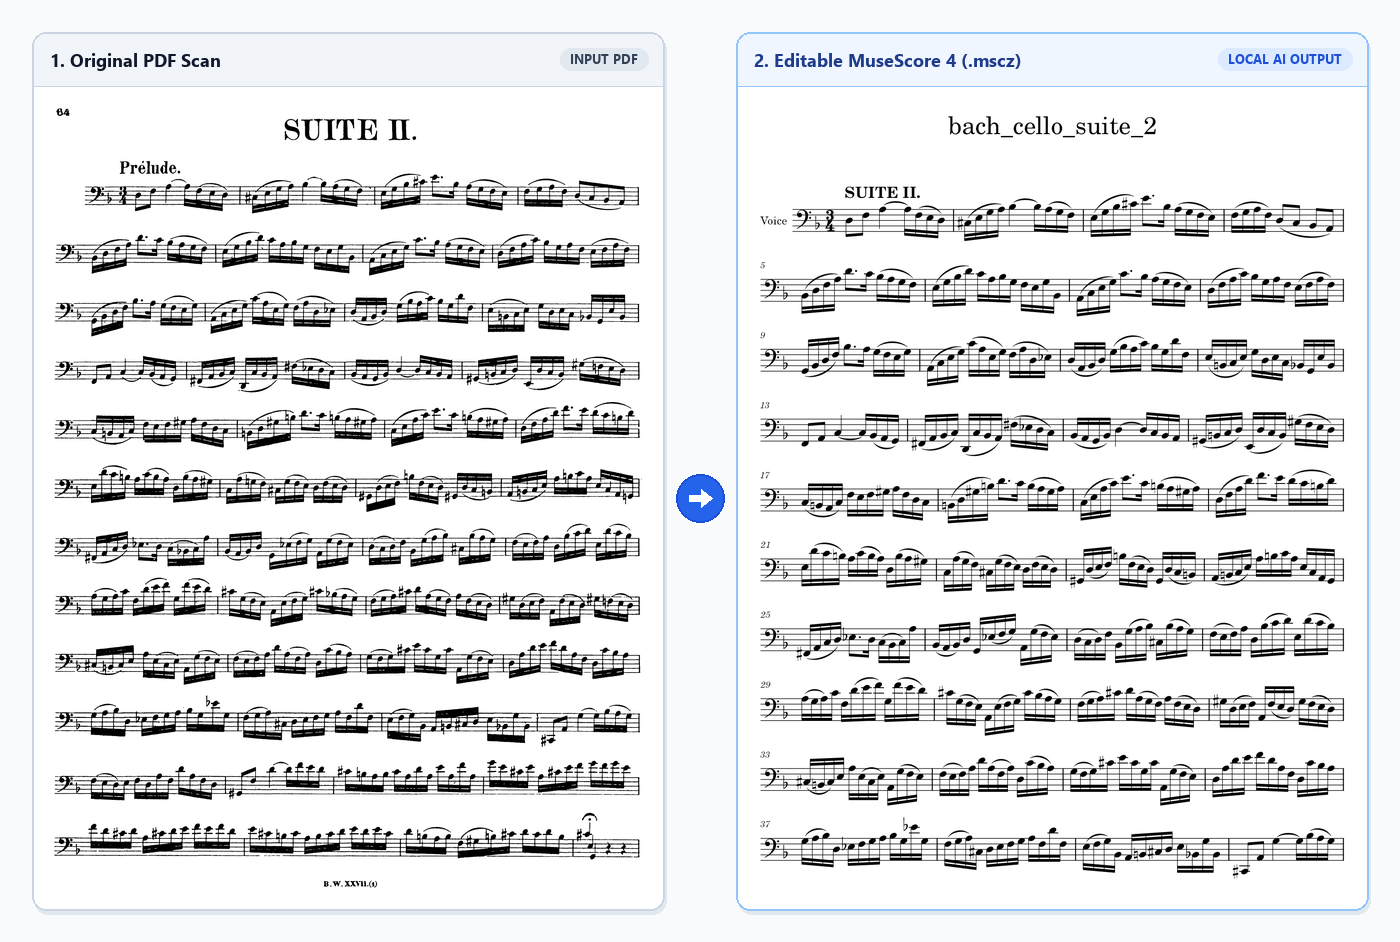 1. Original PDF Scan
INPUT PDF
64
SUITE II.
Prélude.
B. W. XXVII.(1)
2. Editable MuseScore 4 (.mscz)
LOCAL AI OUTPUT
bach_cello_suite_2
SUITE II.
Voice
5
9
13
17
21
25
29
33
37